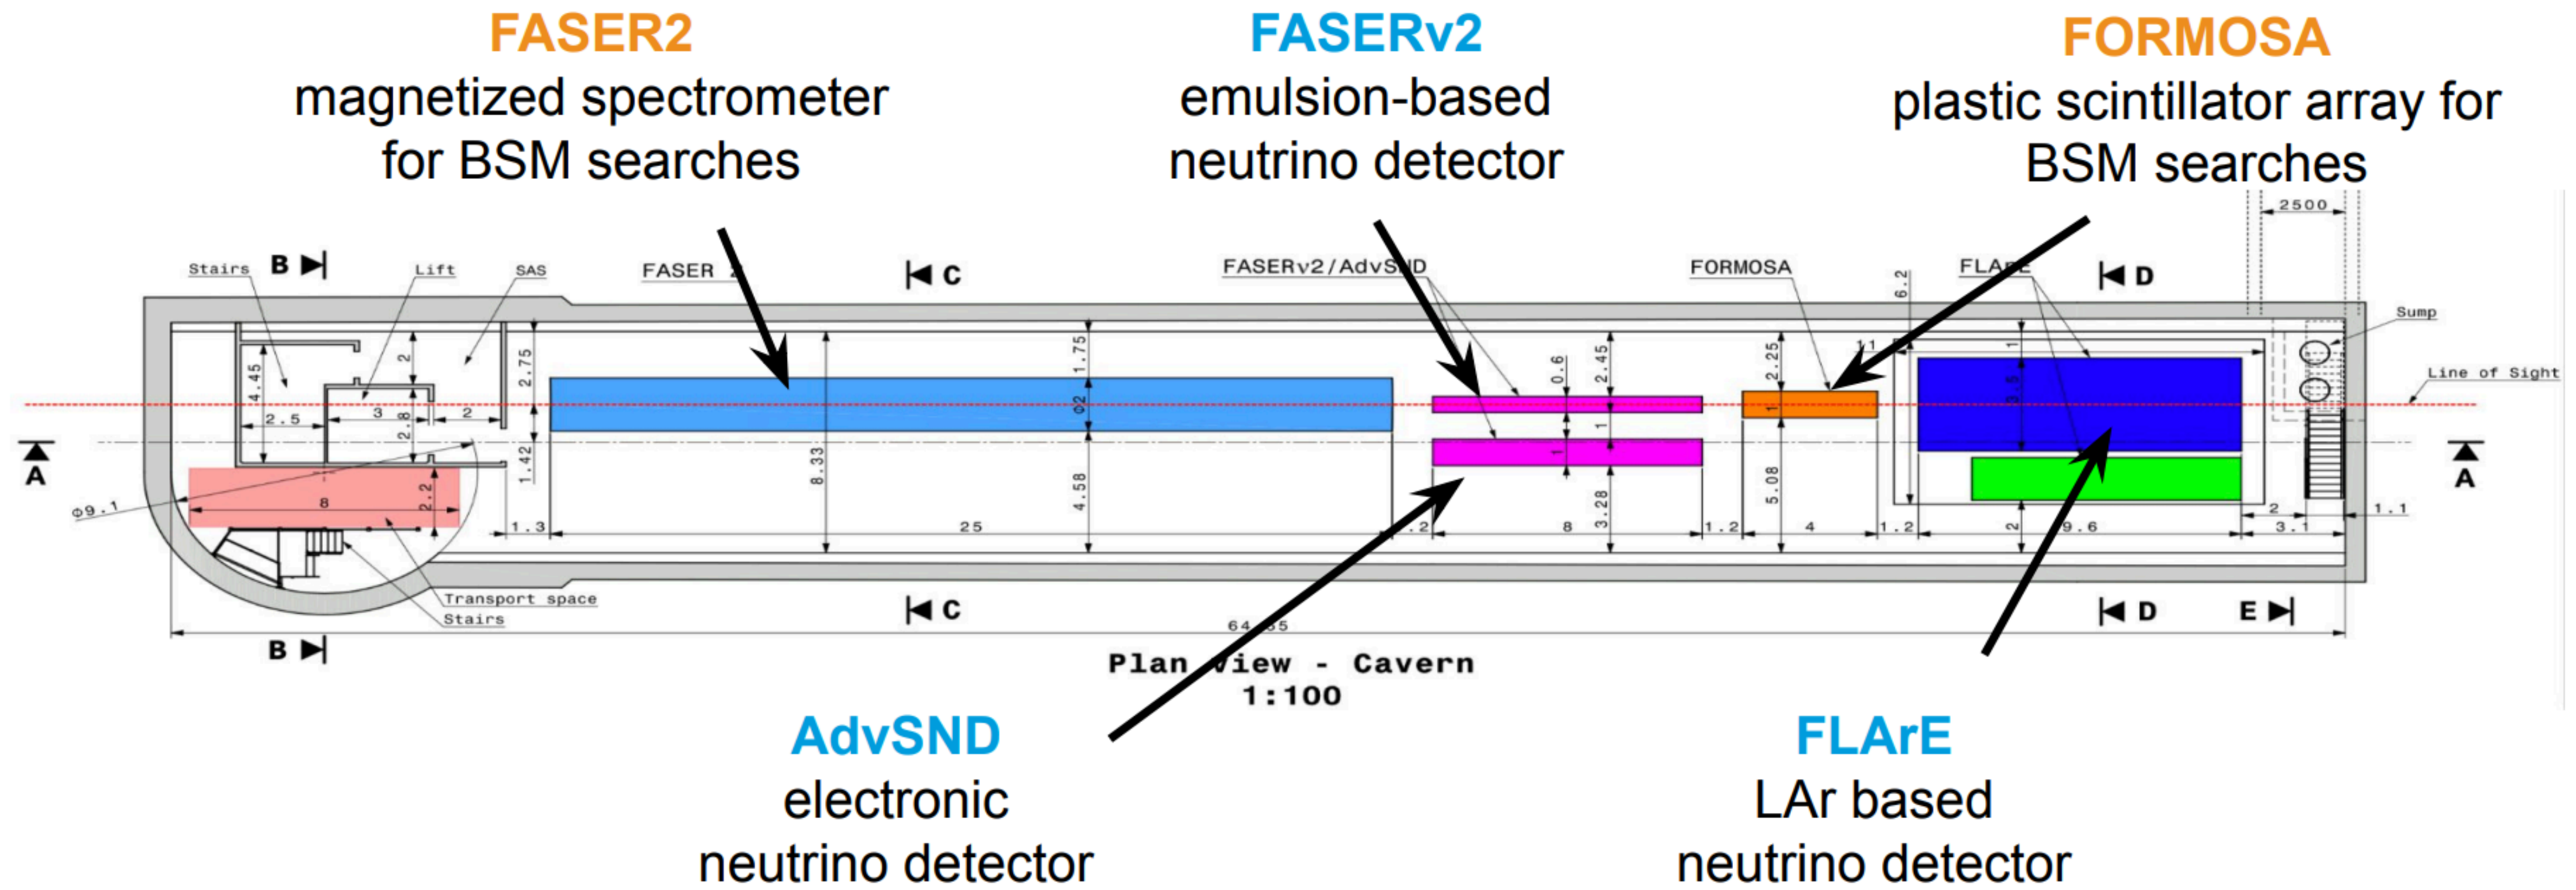 FASER2
magnetized spectrometer
for BSM searches
FASERv2
emulsion-based
neutrino detector
FORMOSA
plastic scintillator array for
BSM searches
2500
B
Stairs
Lift
SAS
FASER 2
C
FASERν2/AdvSND
FORMOSA
FLArE
D
6.2
Sump
Line of Sight
11
4.45
2.5
3
2
2
2.8
2.75
1.42
8.33
1.75
Φ2
4.58
0.6
2.45
1
1
3.28
2.25
1
5.08
1
3.5
2
A
A
Φ9.1
8
2.2
1.3
25
8
1.2
4
1.2
9.6
2
3.1
1.1
Transport space
Stairs
C
D
E
B
Plan View - Cavern
1:100
AdvSND
electronic
neutrino detector
FLArE
LAr based
neutrino detector